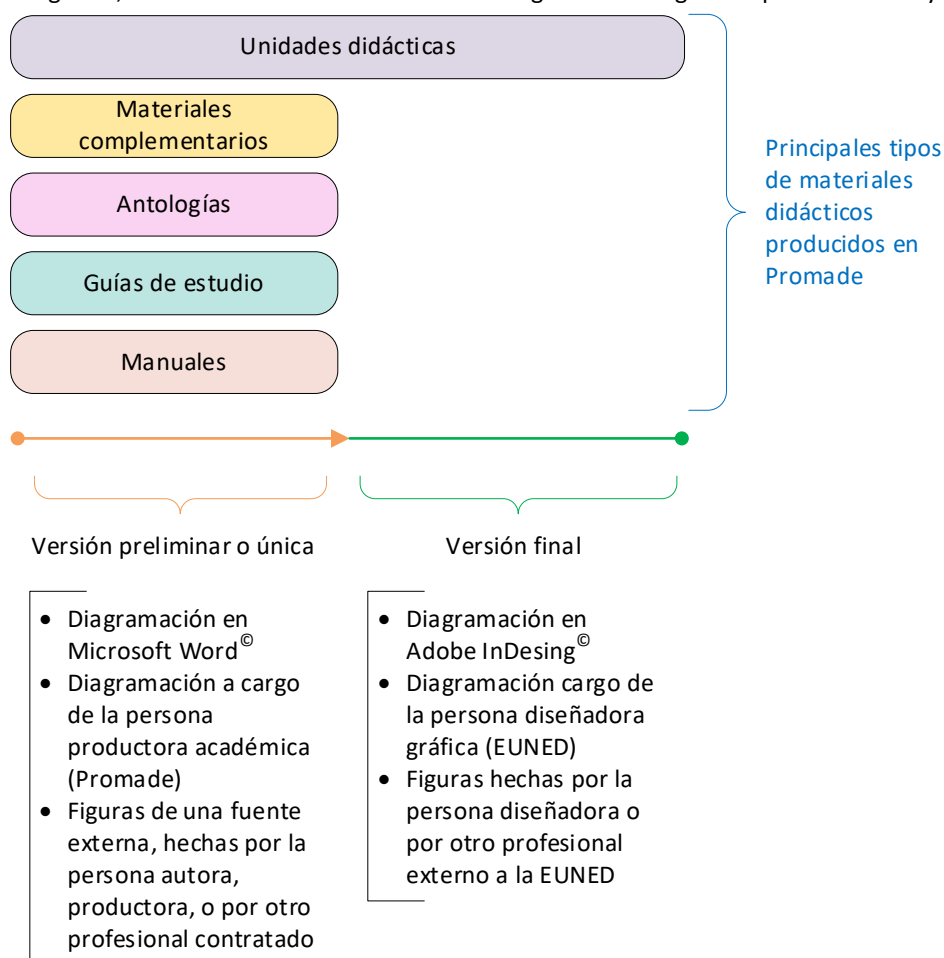 Unidades didácticas
Materiales
complementarios
Antologías
Guías de estudio
Manuales
Principales tipos
de materiales
didácticos
producidos en
Promade
Versión preliminar o única
• Diagramación en
Microsoft Word©
• Diagramación a cargo
de la persona
productora académica
(Promade)
• Figuras de una fuente
externa, hechas por la
persona autora,
productora, o por otro
profesional contratado
Versión final
• Diagramación en
Adobe InDesing©
• Diagramación cargo de
la persona diseñadora
gráfica (EUNED)
• Figuras hechas por la
persona diseñadora o
por otro profesional
externo a la EUNED